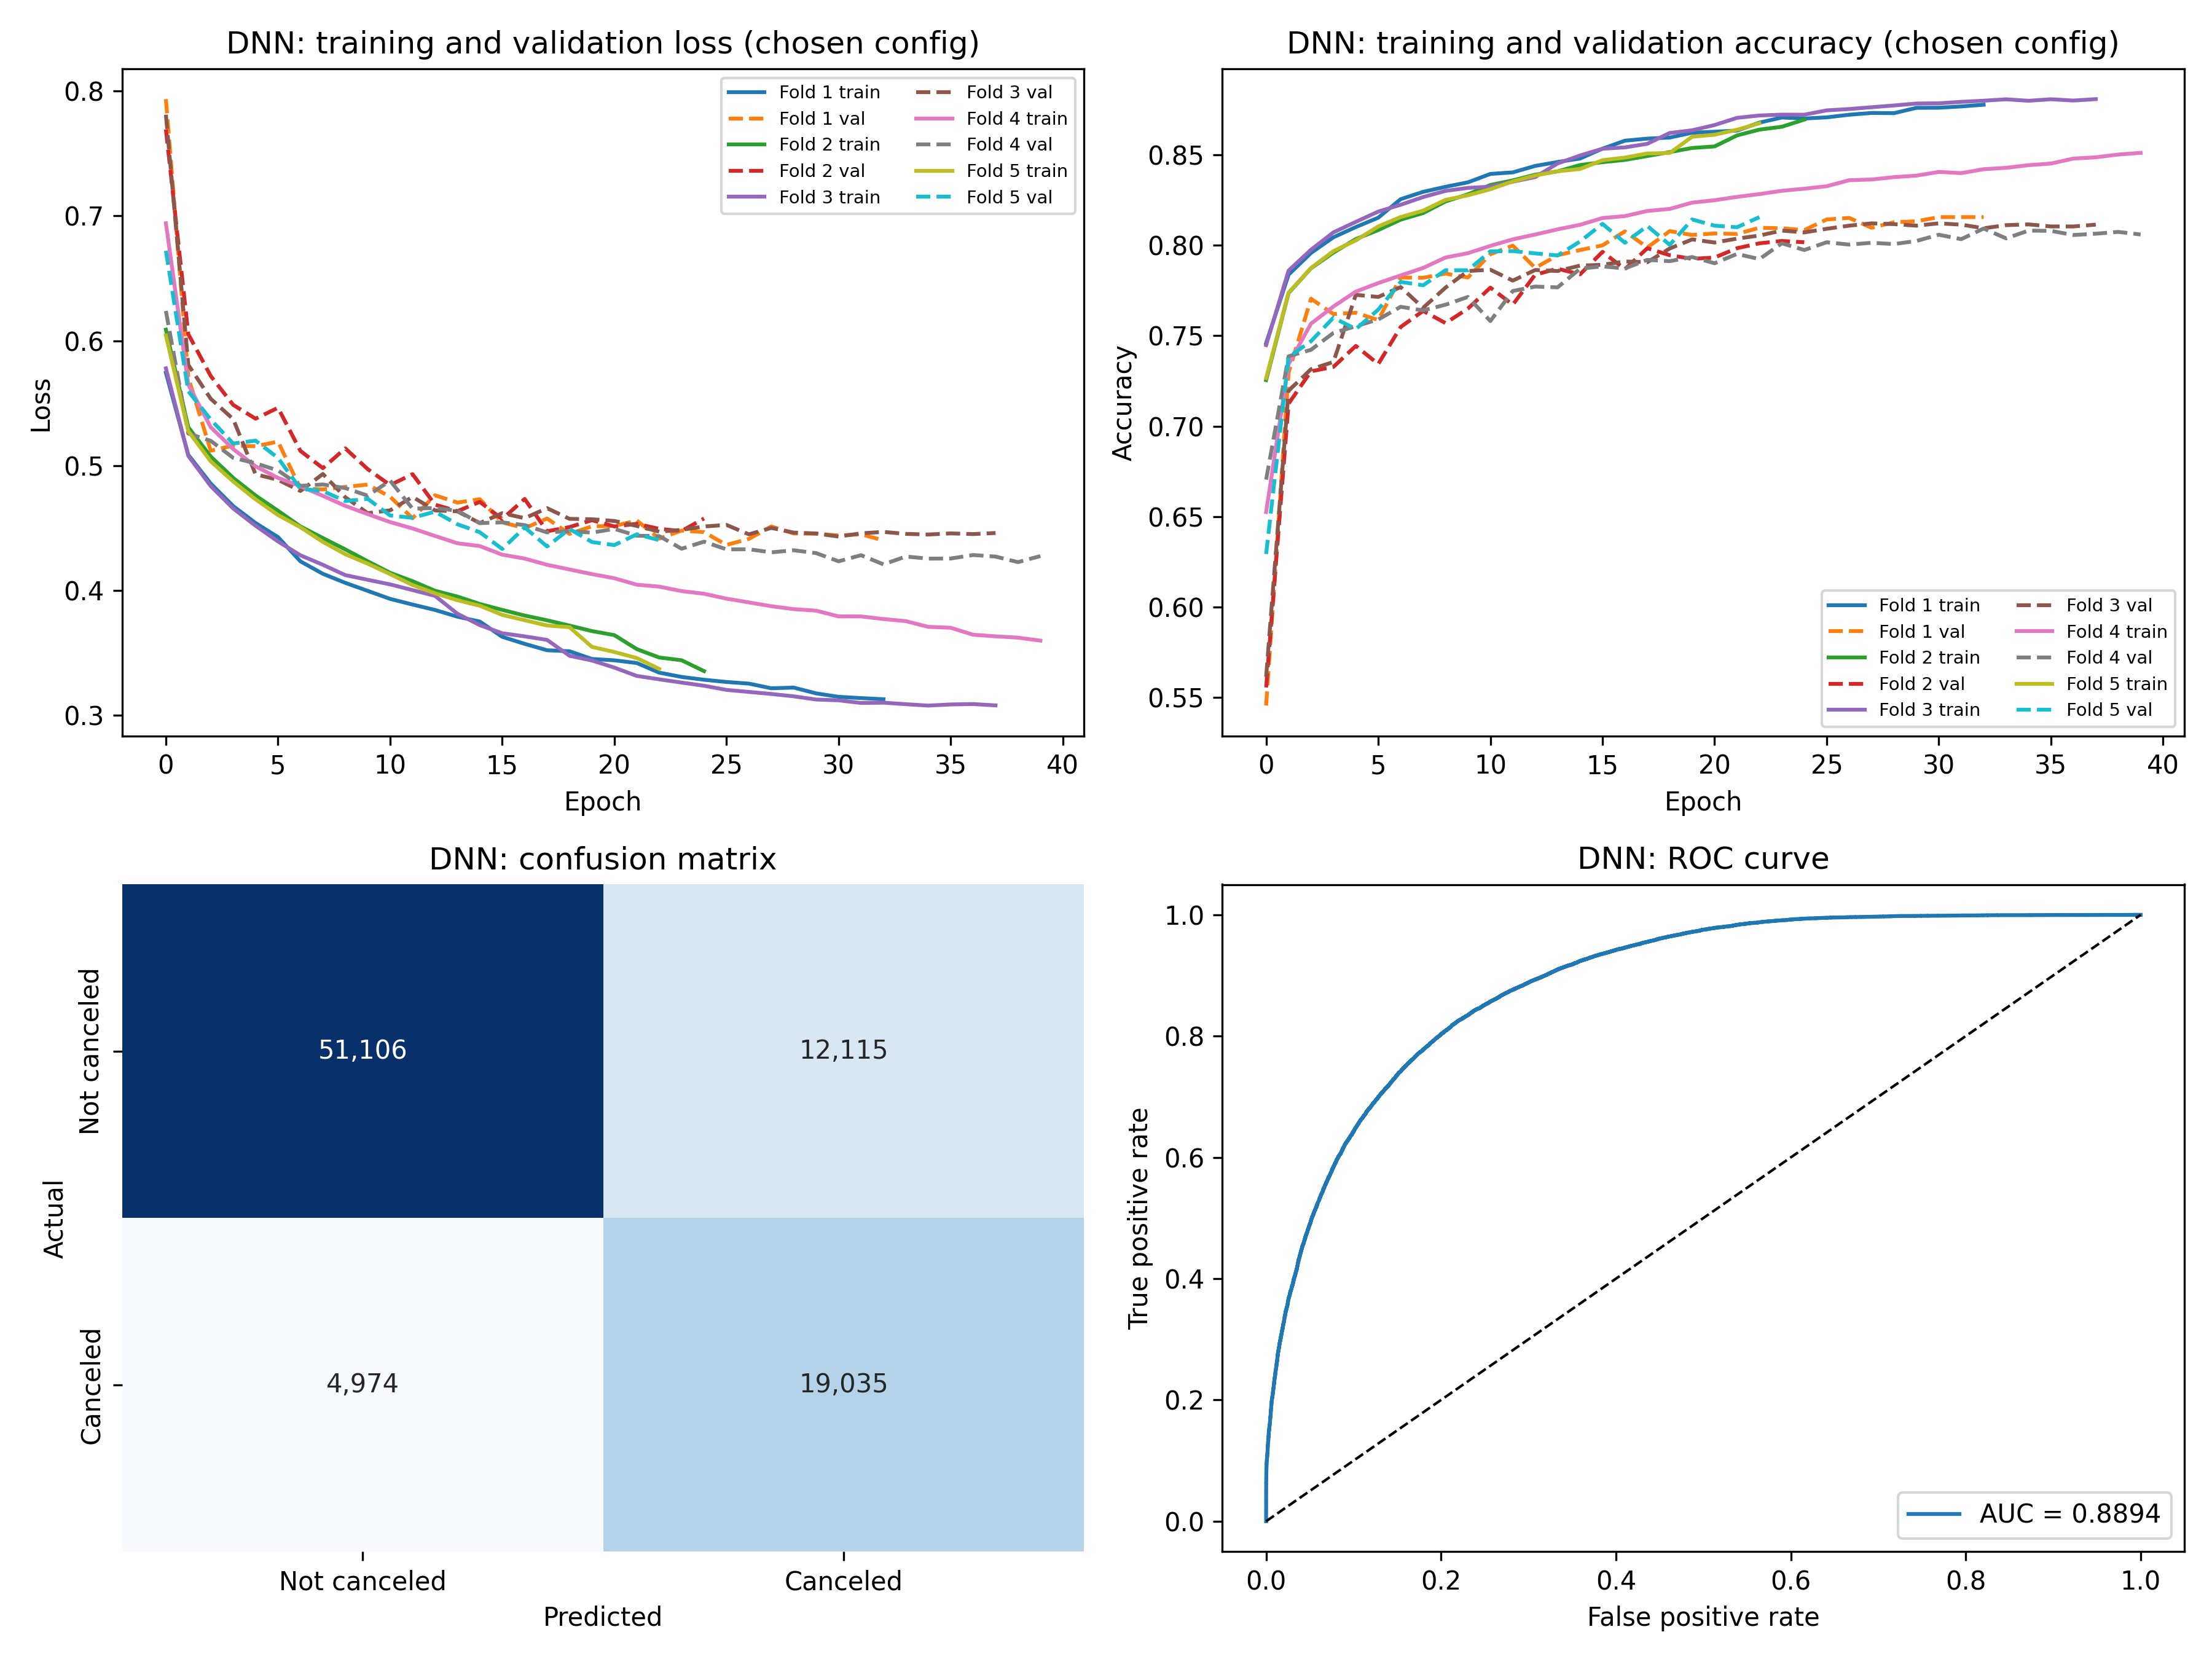 DNN: training and validation loss (chosen config)
Loss
0.8
0.7
0.6
0.5
0.4
0.3
0 5 10 15 20 25 30 35 40
Epoch
Fold 1 train
Fold 1 val
Fold 2 train
Fold 2 val
Fold 3 train
Fold 3 val
Fold 4 train
Fold 4 val
Fold 5 train
Fold 5 val
DNN: training and validation accuracy (chosen config)
Accuracy
0.85
0.80
0.75
0.70
0.65
0.60
0.55
0 5 10 15 20 25 30 35 40
Epoch
Fold 1 train
Fold 1 val
Fold 2 train
Fold 2 val
Fold 3 train
Fold 3 val
Fold 4 train
Fold 4 val
Fold 5 train
Fold 5 val
DNN: confusion matrix
Actual
Not canceled
51,106 12,115
Canceled
4,974 19,035
Not canceled Canceled
Predicted
DNN: ROC curve
True positive rate
1.0
0.8
0.6
0.4
0.2
0.0
AUC = 0.8894
0.0 0.2 0.4 0.6 0.8 1.0
False positive rate